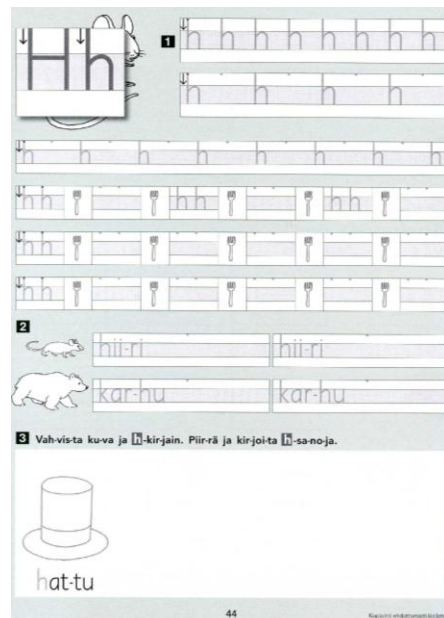 Hh
1
h h h h h h h h
h h h h
h h h h h h h h
h h h h h h
h h
h h
2
hii-ri hii-ri
kar-hu kar-hu
3 Vah-vis-ta ku-va ja h-kir-jain. Piir-rä ja kir-joi-ta h-sa-no-ja.
hat-tu
44